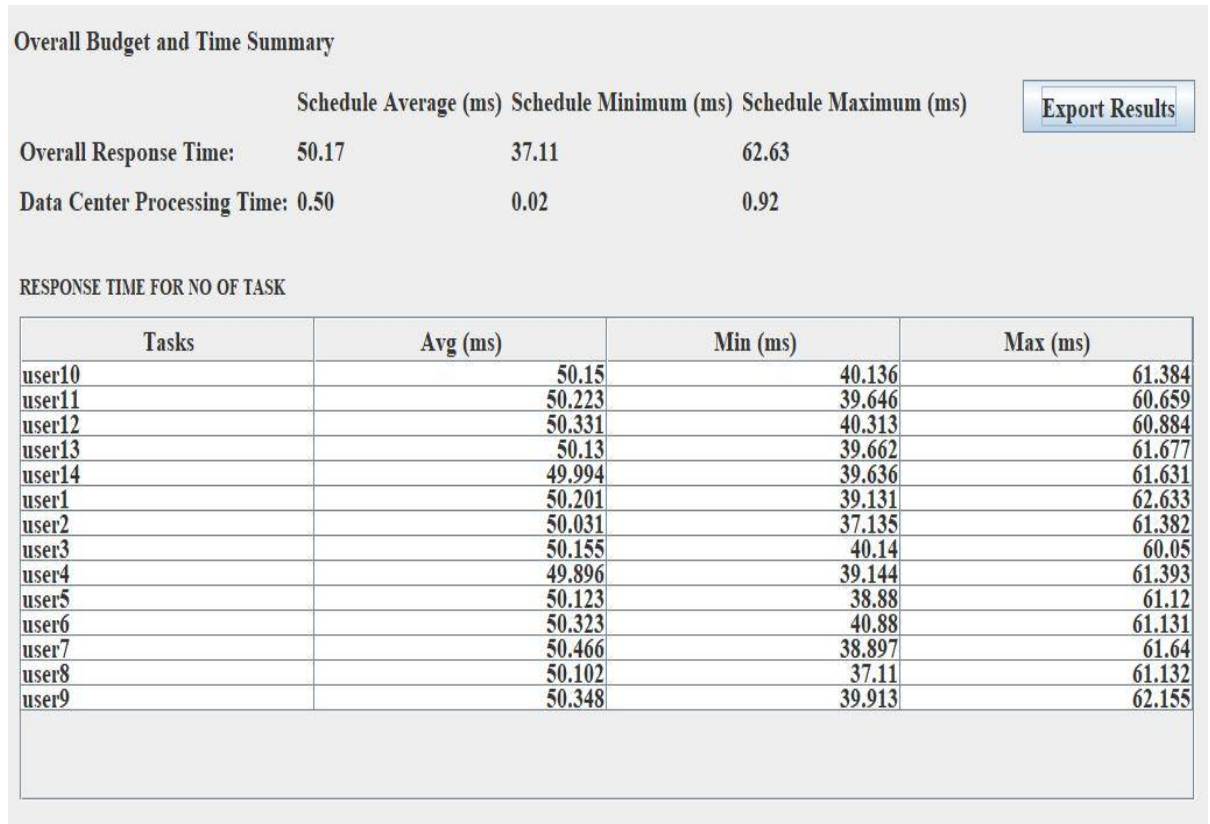 Overall Budget and Time Summary
Schedule Average (ms) Schedule Minimum (ms) Schedule Maximum (ms)
Export Results
Overall Response Time: 50.17 37.11 62.63
Data Center Processing Time: 0.50 0.02 0.92
RESPONSE TIME FOR NO OF TASK
Tasks Avg (ms) Min (ms) Max (ms)
user10 50.15 40.136 61.384
user11 50.223 39.646 60.659
user12 50.331 40.313 60.884
user13 50.13 39.662 61.677
user14 49.994 39.636 61.631
user1 50.201 39.131 62.633
user2 50.031 37.135 61.382
user3 50.155 40.14 60.05
user4 49.896 39.144 61.393
user5 50.123 38.88 61.12
user6 50.323 40.88 61.131
user7 50.466 38.897 61.64
user8 50.102 37.11 61.132
user9 50.348 39.913 62.155